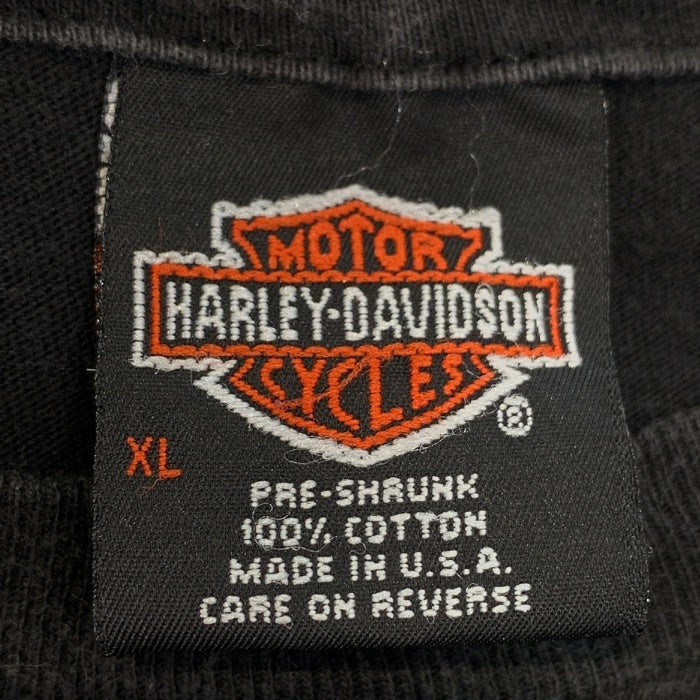 MOTOR
HARLEY-DAVIDSON
CYCLES
®
XL
PRE-SHRUNK
100% COTTON
MADE IN U.S.A.
CARE ON REVERSE